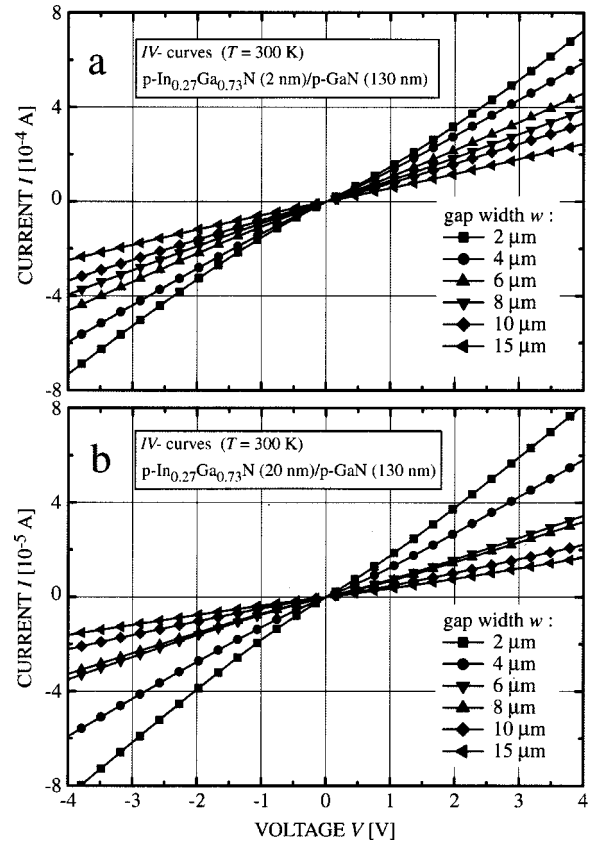 8
a
IV- curves (T = 300 K)
p-In0.27Ga0.73N (2 nm)/p-GaN (130 nm)
4
0
-4
-8
CURRENT I [10-4 A]
gap width w :
2 μm
4 μm
6 μm
8 μm
10 μm
15 μm
8
b
IV- curves (T = 300 K)
p-In0.27Ga0.73N (20 nm)/p-GaN (130 nm)
4
0
-4
-8
CURRENT I [10-5 A]
gap width w :
2 μm
4 μm
6 μm
8 μm
10 μm
15 μm
-4 -3 -2 -1 0 1 2 3 4
VOLTAGE V [V]